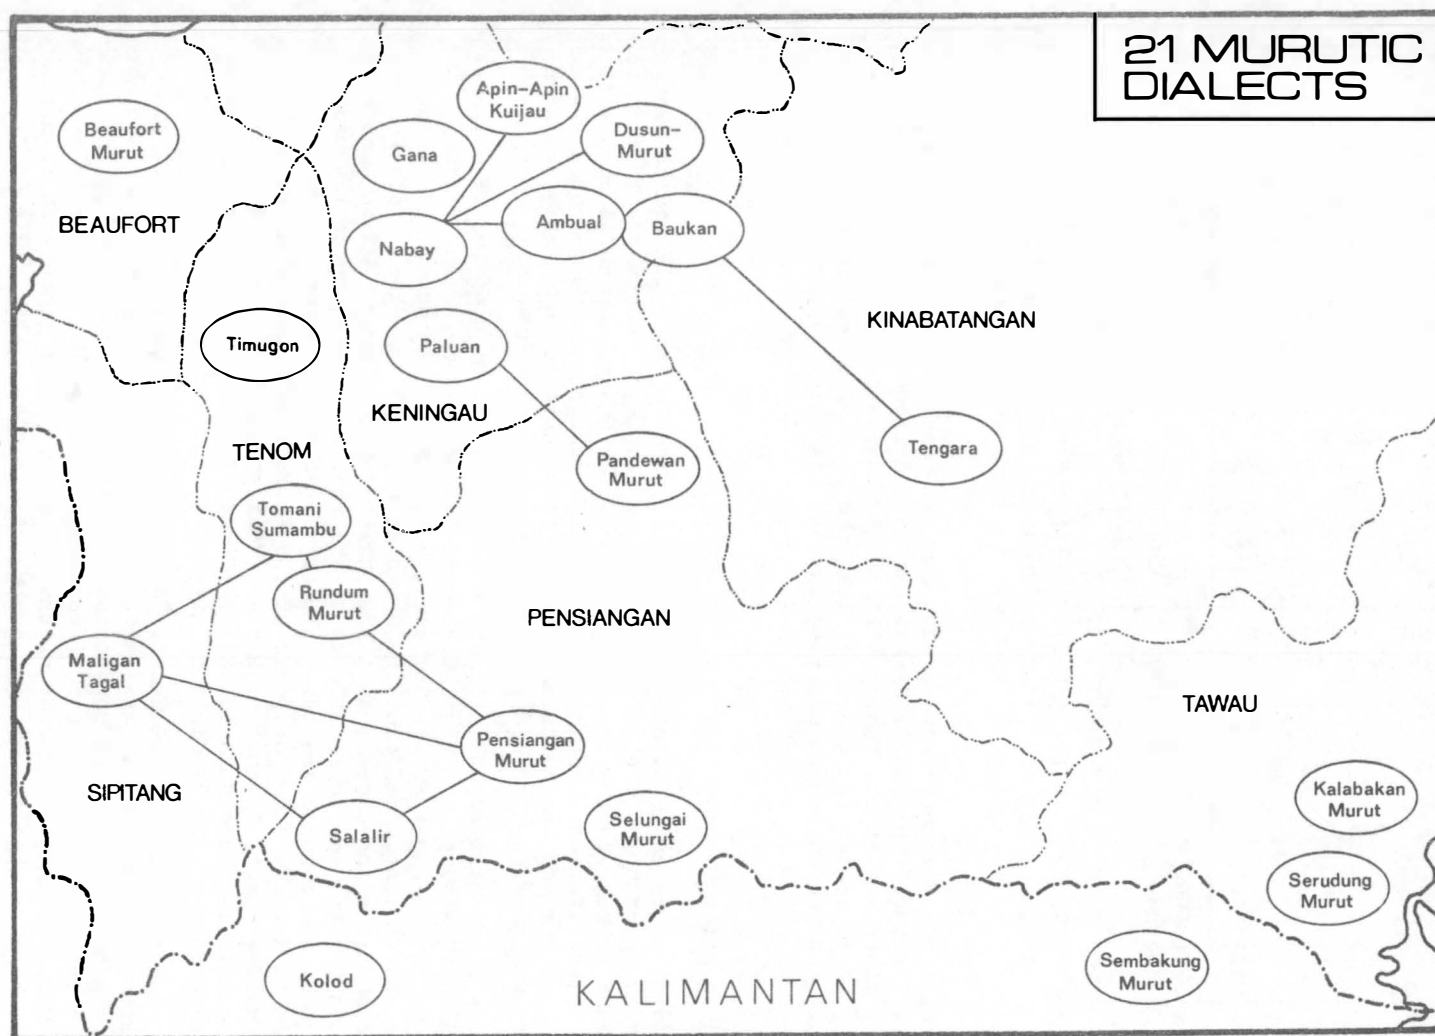 21 MURUTIC
DIALECTS
Apin–Apin
Kuijau
Beaufort
Murut
Gana
Dusun–
Murut
BEAUFORT
Nabay
Ambual
Baukan
KINABATANGAN
Timugon
Paluan
KENINGAU
TENOM
Pandewan
Murut
Tengara
Tomani
Sumambu
Rundum
Murut
PENSIANGAN
Maligan
Tagal
TAWAU
Pensiangan
Murut
SIPITANG
Salalir
Selungai
Murut
Kalabakan
Murut
Serudung
Murut
Kolod
KALIMANTAN
Sembakung
Murut